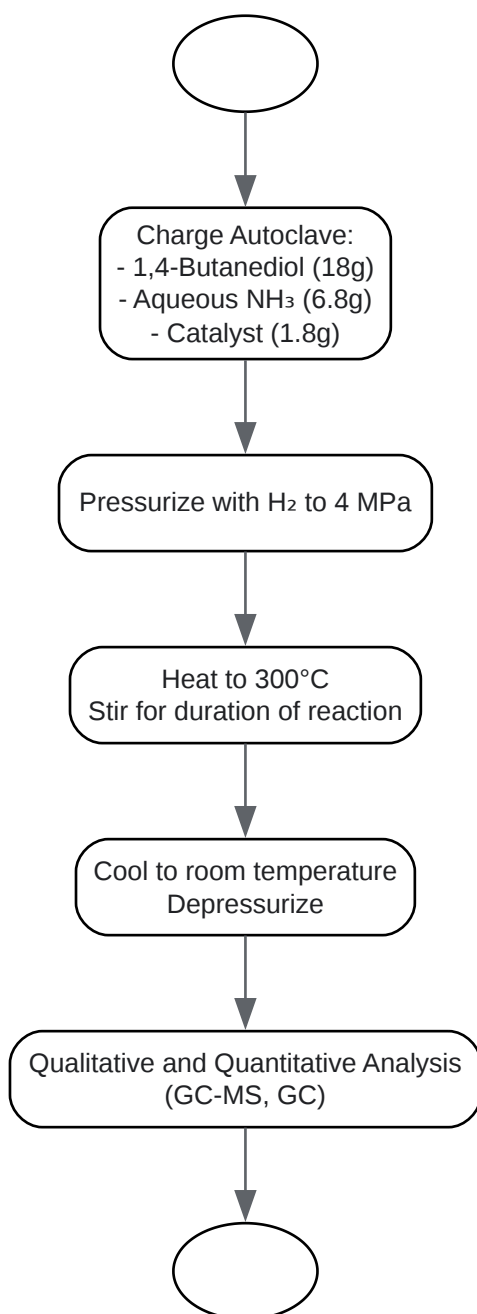 Charge Autoclave:
- 1,4-Butanediol (18g)
- Aqueous NH₃ (6.8g)
- Catalyst (1.8g)
Pressurize with H₂ to 4 MPa
Heat to 300°C
Stir for duration of reaction
Cool to room temperature
Depressurize
Qualitative and Quantitative Analysis
(GC-MS, GC)